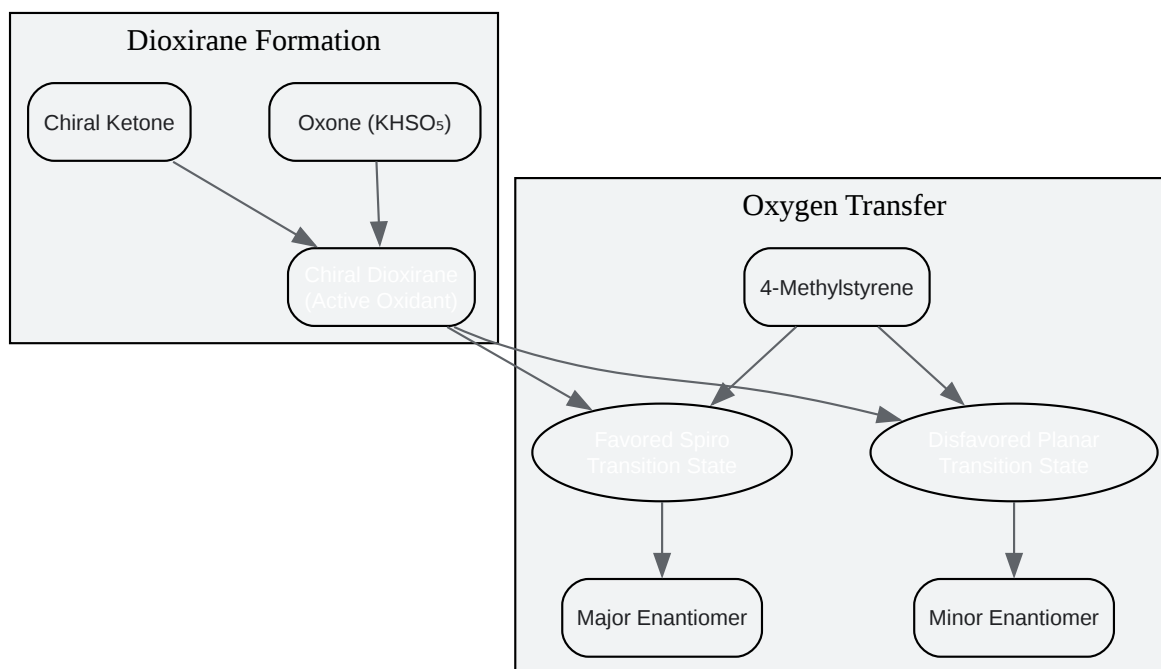 Dioxirane Formation
Chiral Ketone
Oxone (KHSO₅)
Chiral Dioxirane
(Active Oxidant)
Oxygen Transfer
4-Methylstyrene
Favored Spiro
Transition State
Disfavored Planar
Transition State
Major Enantiomer
Minor Enantiomer